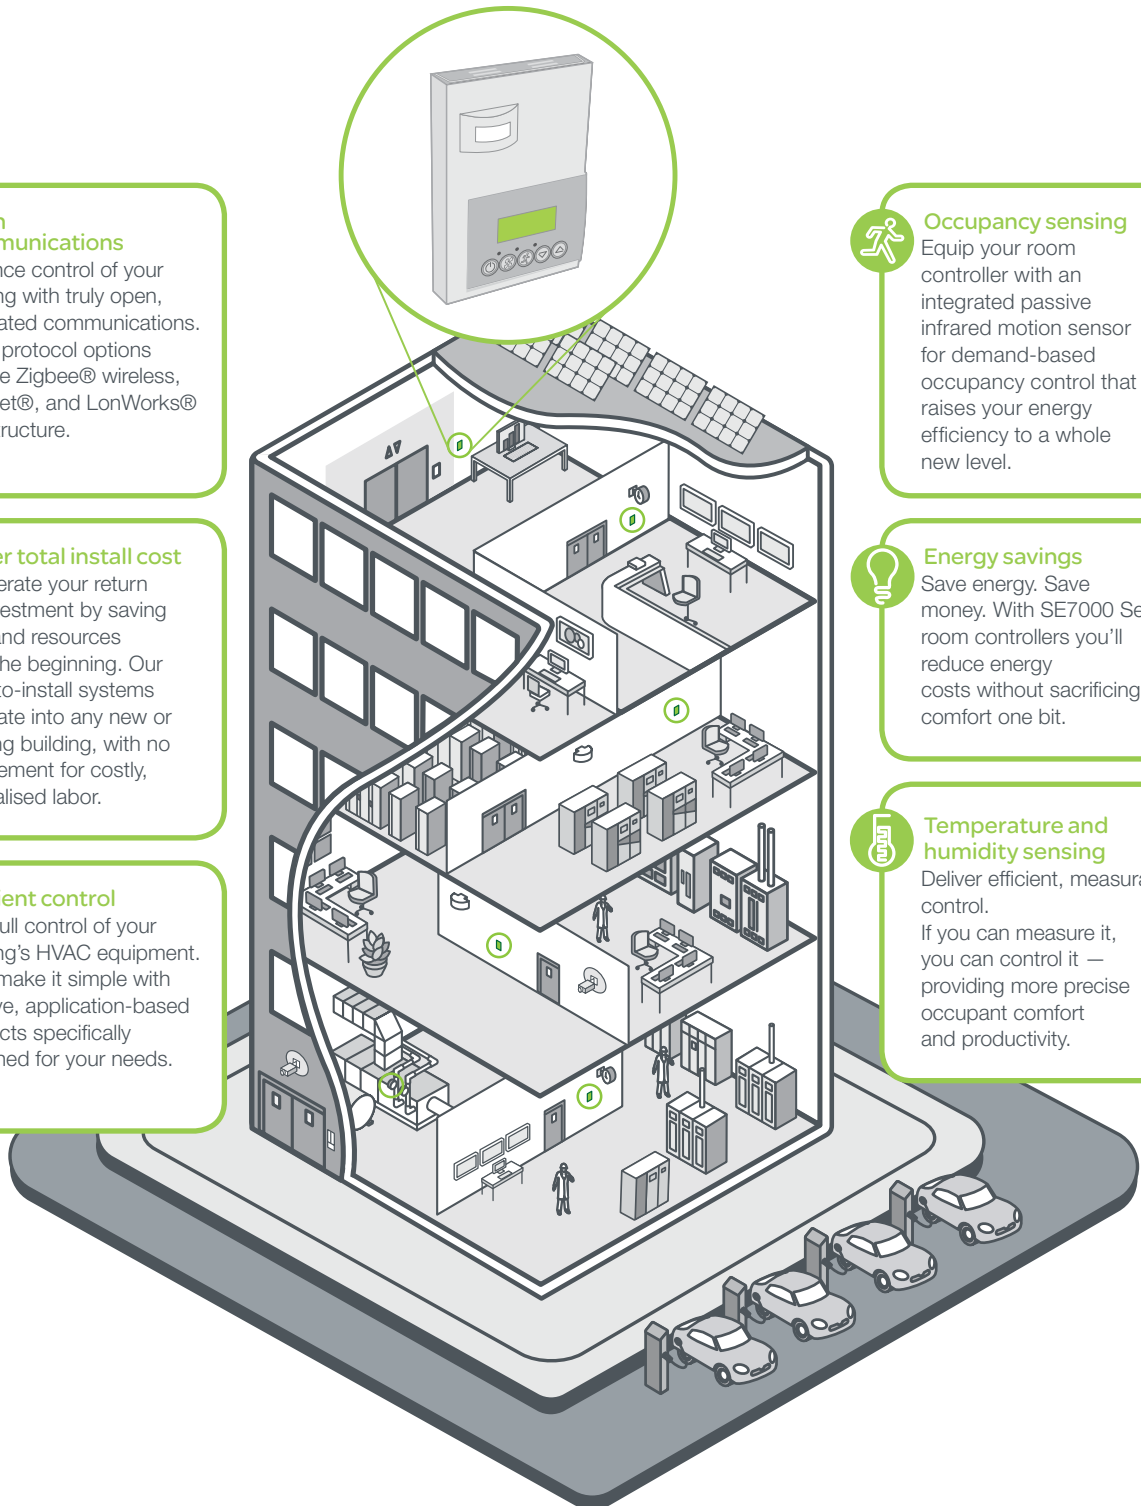 munications
nce control of your
ng with truly open,
ated communications.
protocol options
e Zigbee® wireless,
et®, and LonWorks®
tructure.
er total install cost
erate your return
estment by saving
and resources
he beginning. Our
to-install systems
ate into any new or
ng building, with no
ement for costly,
alised labor.
ient control
ull control of your
ng's HVAC equipment.
make it simple with
ve, application-based
cts specifically
ned for your needs.
Occupancy sensing
Equip your room
controller with an
integrated passive
infrared motion sensor
for demand-based
occupancy control that
raises your energy
efficiency to a whole
new level.
Energy savings
Save energy. Save
money. With SE7000 Se
room controllers you'll
reduce energy
costs without sacrificing
comfort one bit.
Temperature and
humidity sensing
Deliver efficient, measura
control.
If you can measure it,
you can control it —
providing more precise
occupant comfort
and productivity.